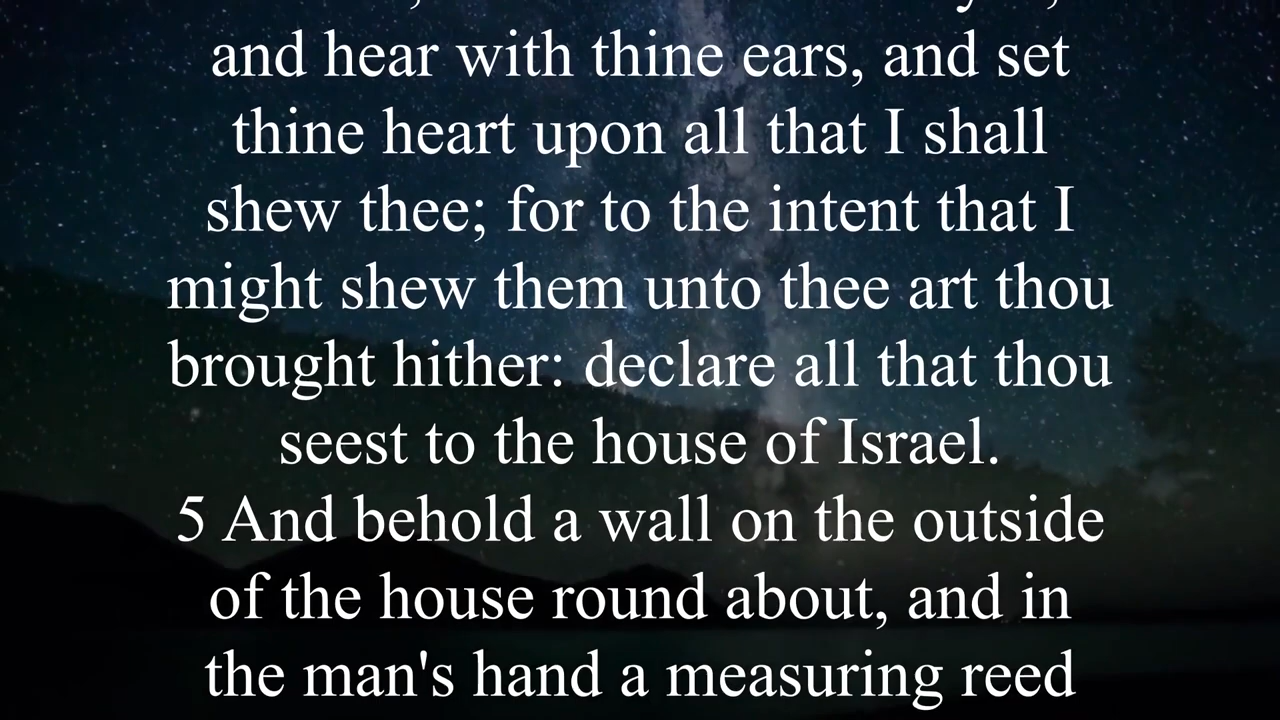 and hear with thine ears, and set
thine heart upon all that I shall
shew thee; for to the intent that I
might shew them unto thee art thou
brought hither: declare all that thou
seest to the house of Israel.
5 And behold a wall on the outside
of the house round about, and in
the man's hand a measuring reed